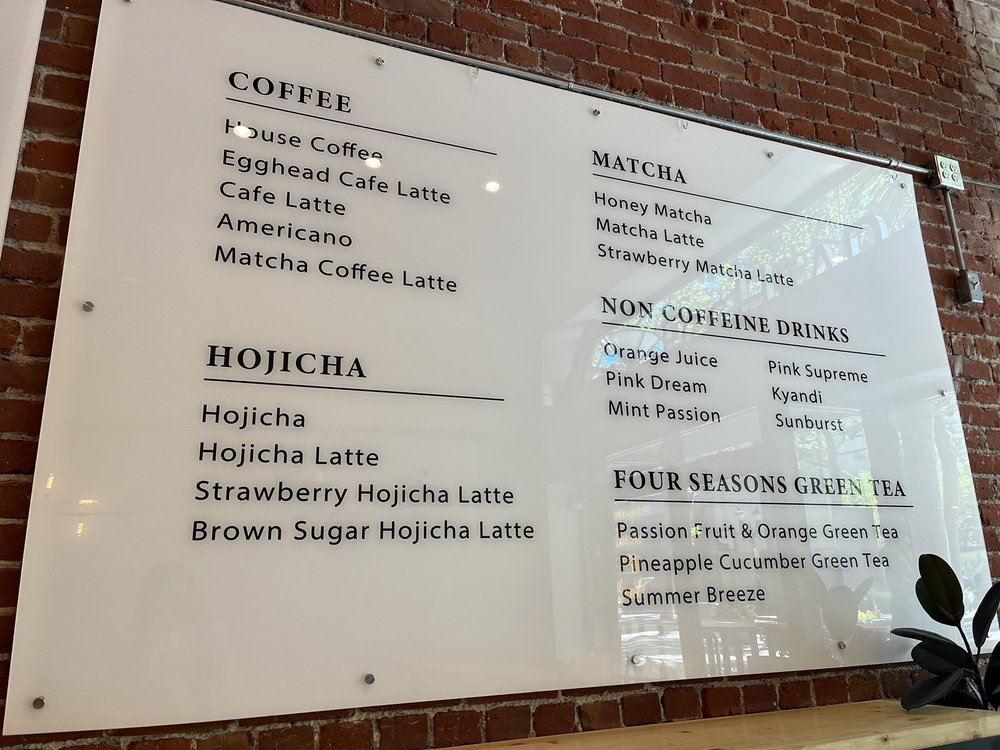 COFFEE
House Coffee
Egghead Cafe Latte
Cafe Latte
Americano
Matcha Coffee Latte
HOJICHA
Hojicha
Hojicha Latte
Strawberry Hojicha Latte
Brown Sugar Hojicha Latte
MATCHA
Honey Matcha
Matcha Latte
Strawberry Matcha Latte
NON COFFEINE DRINKS
Orange Juice
Pink Dream
Mint Passion
Pink Supreme
Kyandi
Sunburst
FOUR SEASONS GREEN TEA
Passion Fruit & Orange Green Tea
Pineapple Cucumber Green Tea
Summer Breeze